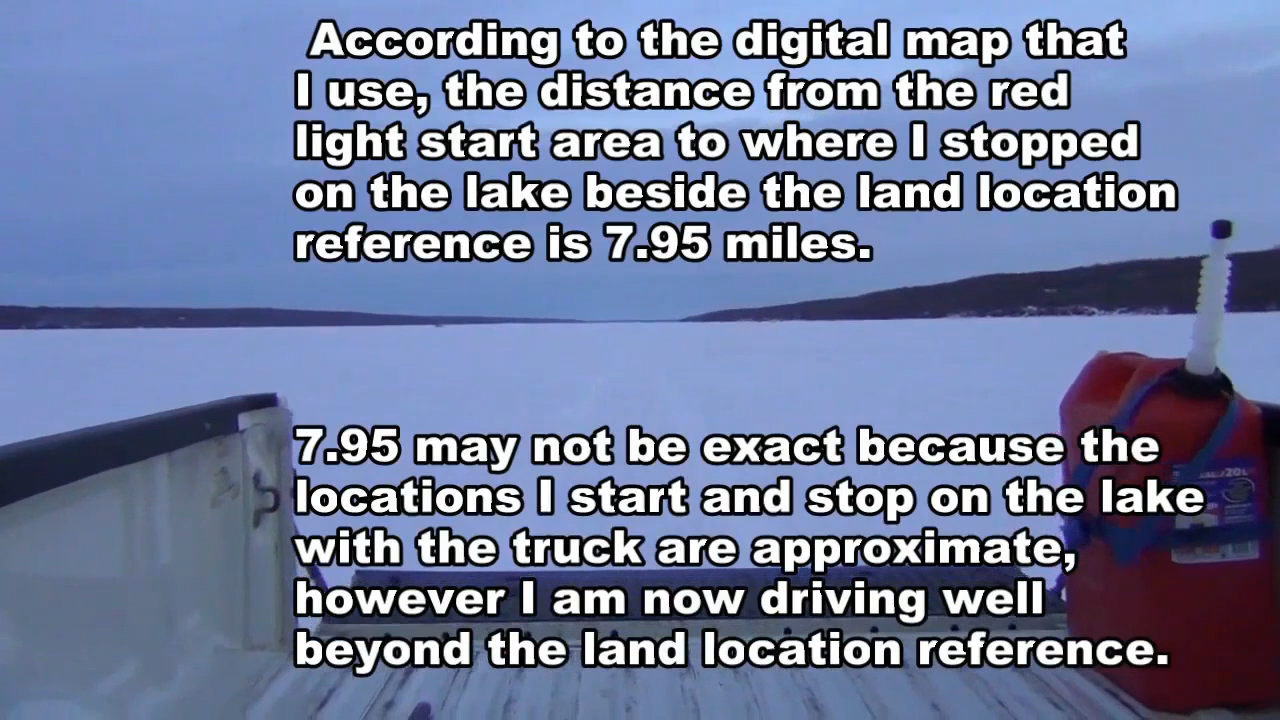 According to the digital map that
I use, the distance from the red
light start area to where I stopped
on the lake beside the land location
reference is 7.95 miles.
7.95 may not be exact because the
locations I start and stop on the lake
with the truck are approximate,
however I am now driving well
beyond the land location reference.